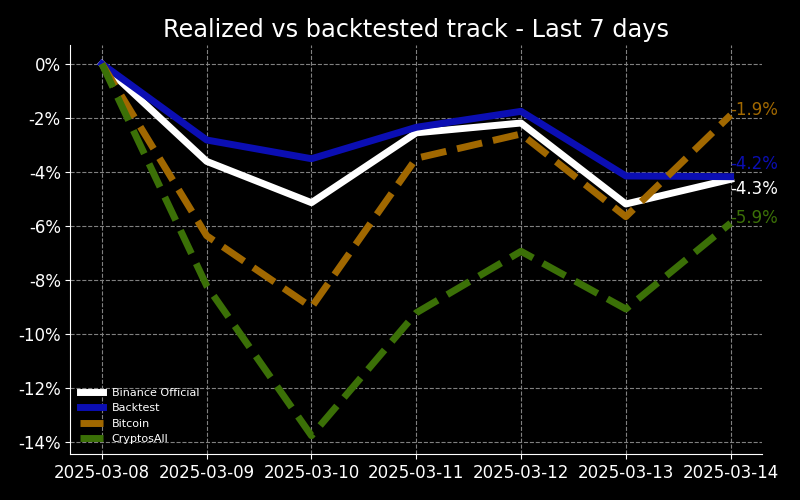 Realized vs backtested track - Last 7 days
0%
-2%
-4%
-6%
-8%
-10%
-12%
-14%
-1.9%
-4.2%
-4.3%
-5.9%
Binance Official
Backtest
Bitcoin
CryptosAll
2025-03-08 2025-03-09 2025-03-10 2025-03-11 2025-03-12 2025-03-13 2025-03-14